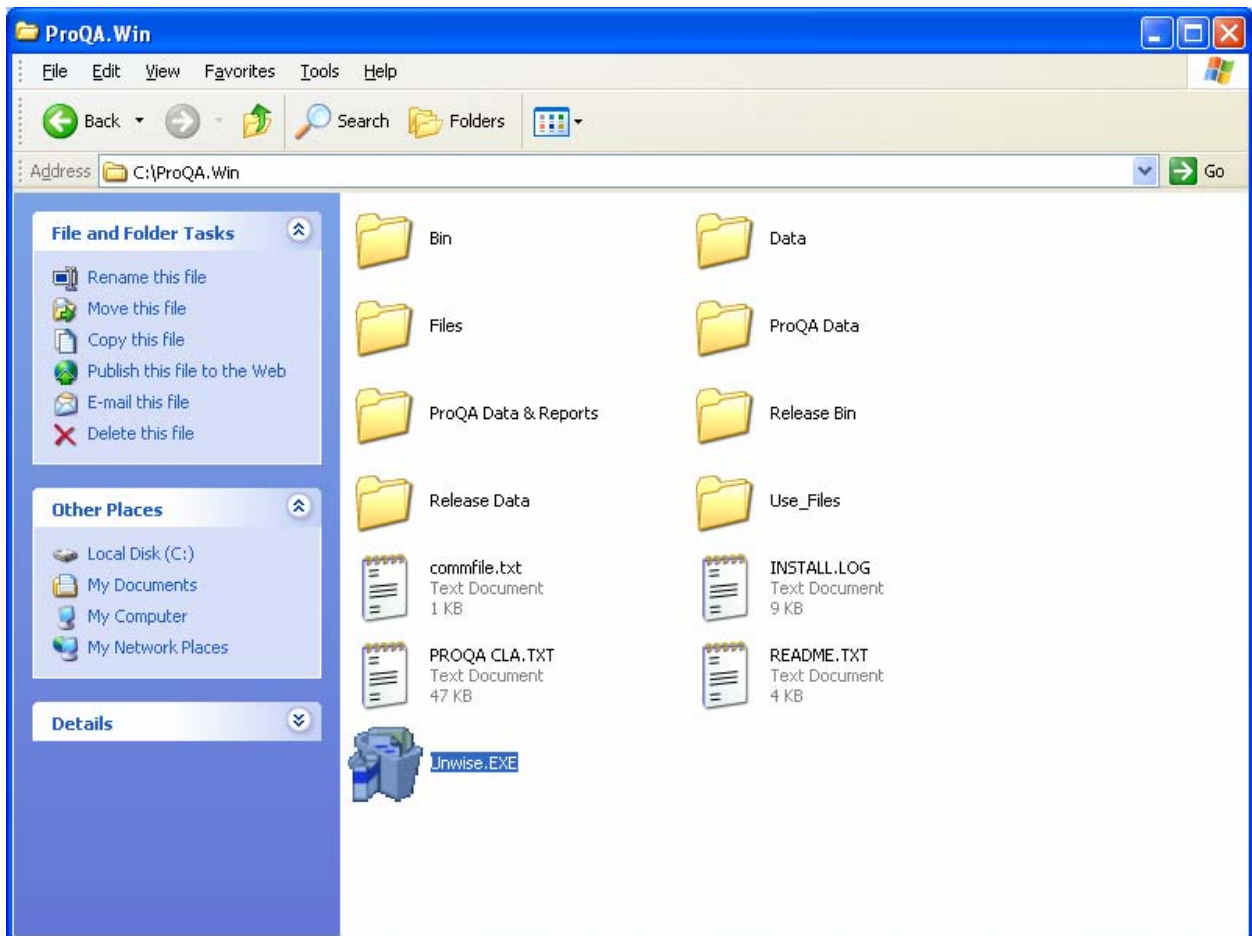 ProQA.Win
File Edit View Favorites Tools Help
Back Search Folders
Address C:\ProQA.Win Go
File and Folder Tasks
Rename this file
Move this file
Copy this file
Publish this file to the Web
E-mail this file
Delete this file
Other Places
Local Disk (C:)
My Documents
My Computer
My Network Places
Details
Bin
Data
Files
ProQA Data
ProQA Data & Reports
Release Bin
Release Data
Use_Files
commfile.txt
Text Document
1 KB
INSTALL.LOG
Text Document
9 KB
PROQA CLA.TXT
Text Document
47 KB
README.TXT
Text Document
4 KB
Unwise.EXE